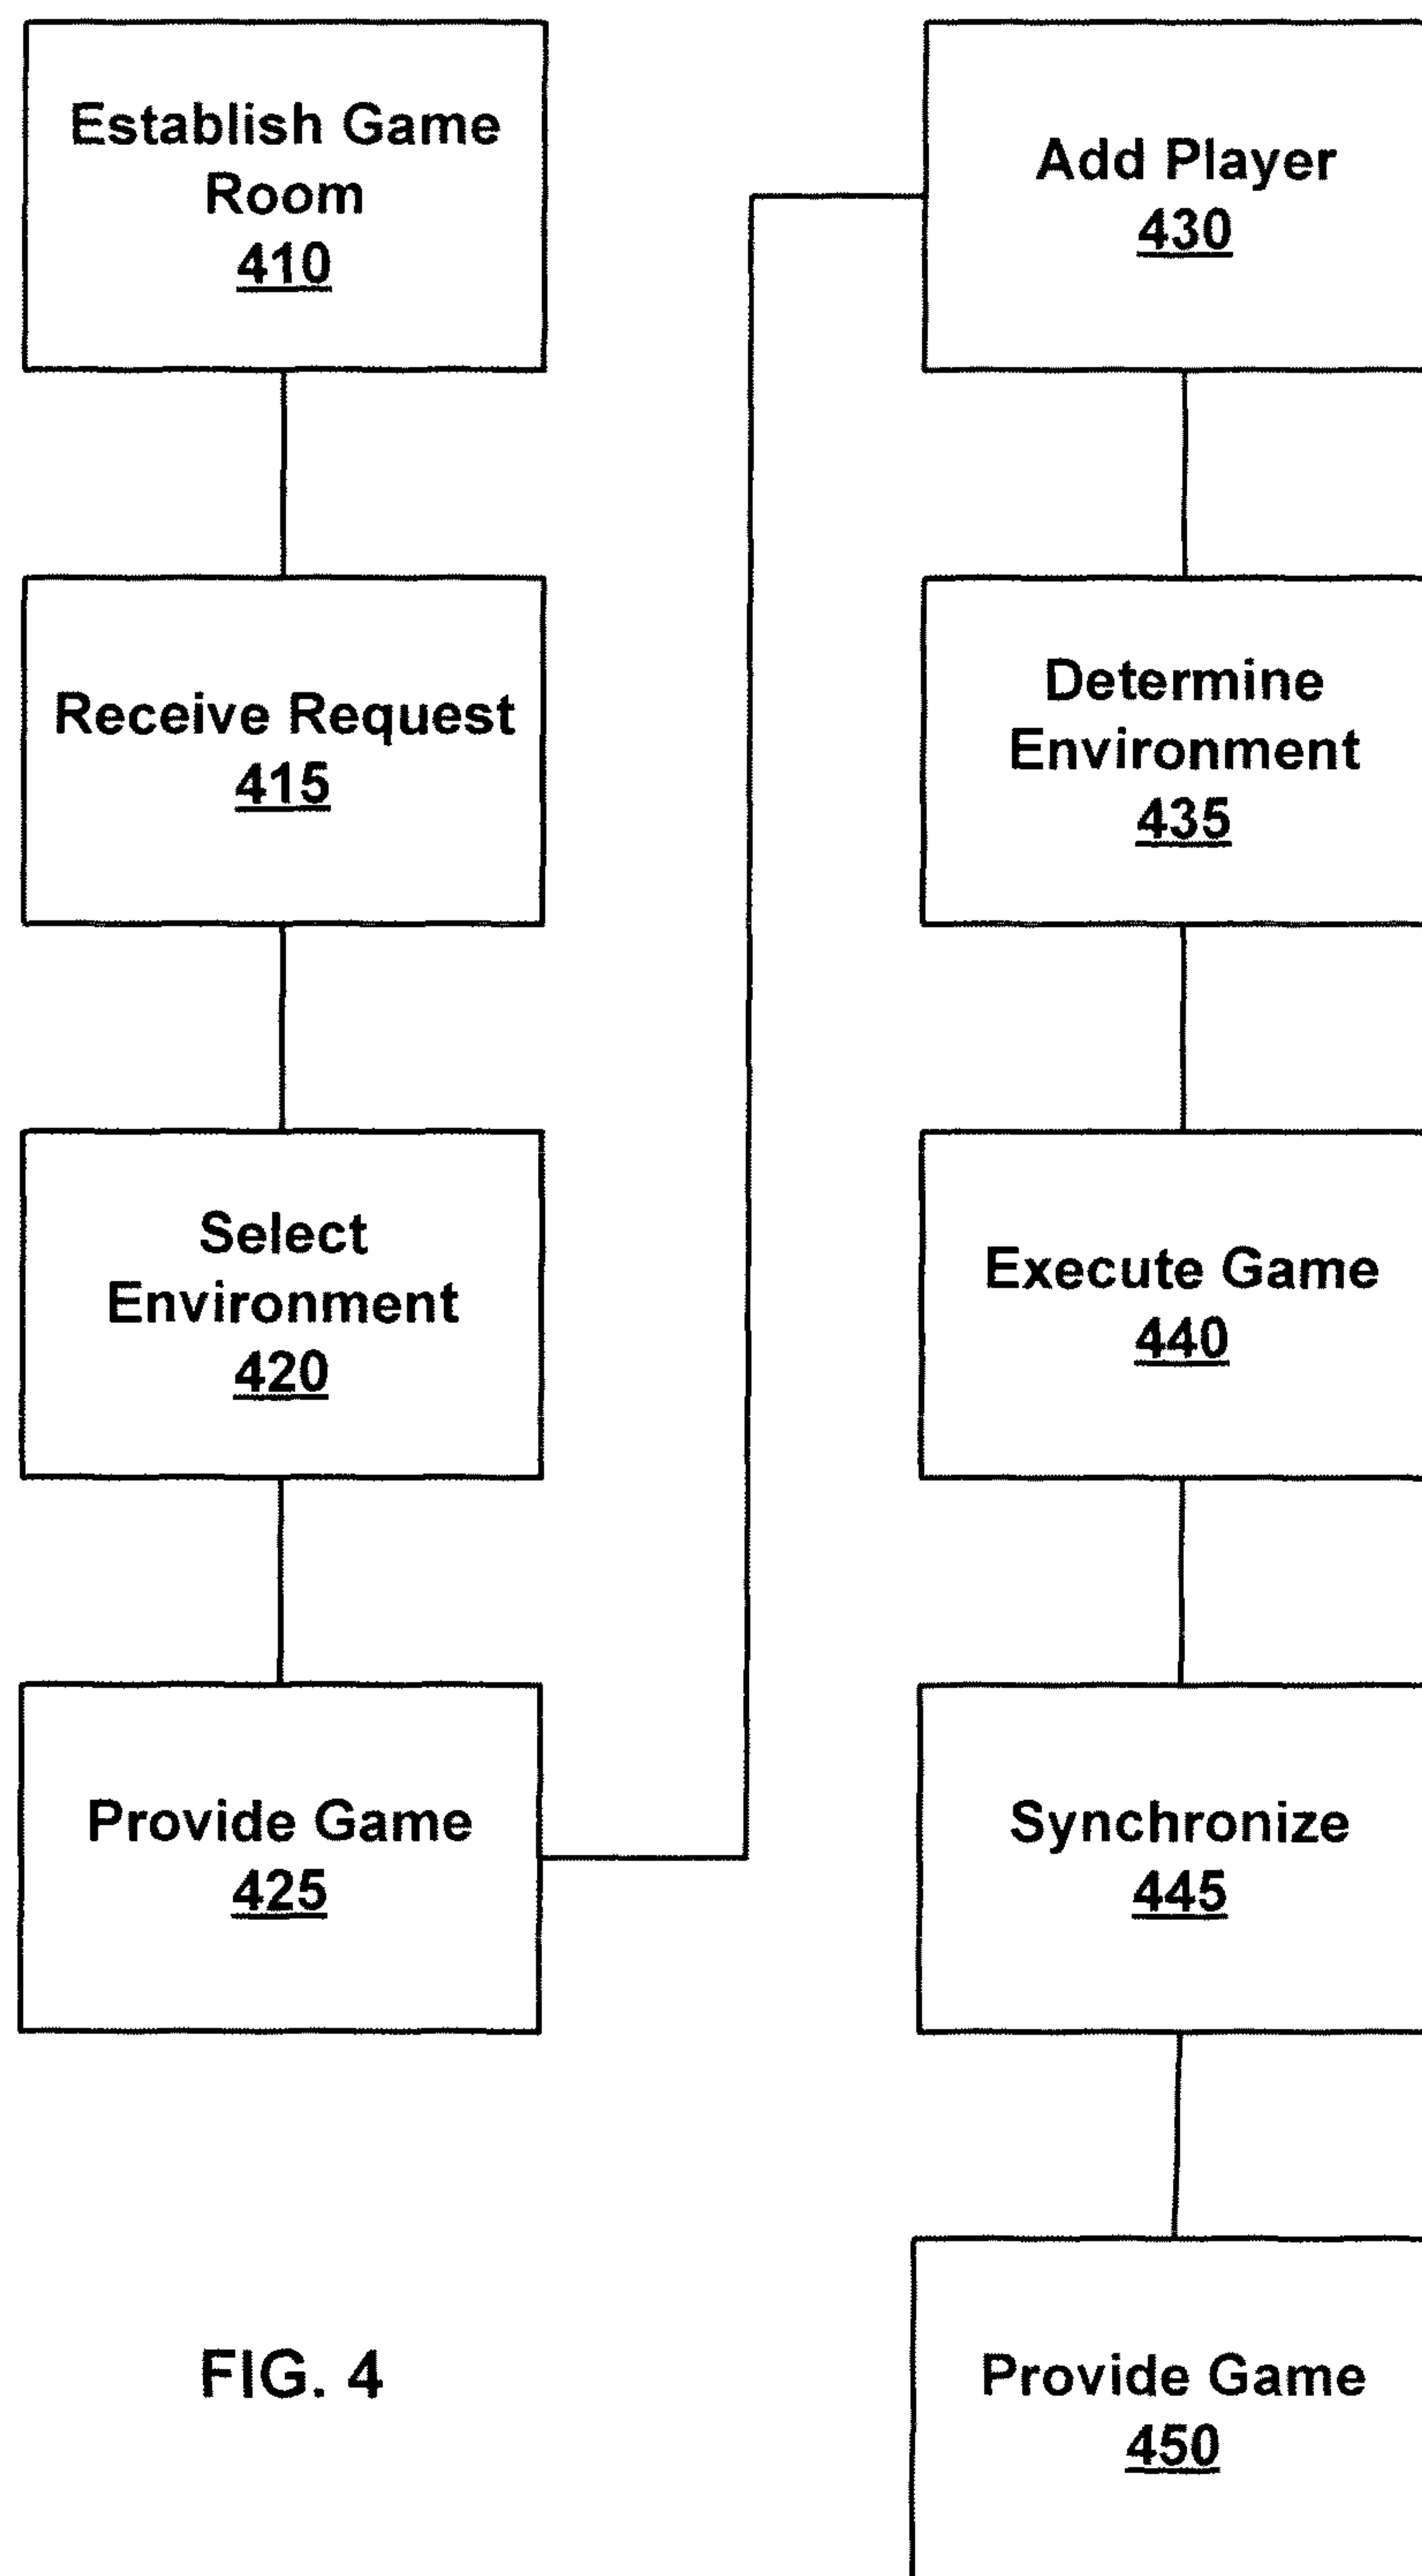 Establish Game
Room
410
Receive Request
415
Select
Environment
420
Provide Game
425
Add Player
430
Determine
Environment
435
Execute Game
440
Synchronize
445
Provide Game
450
FIG. 4